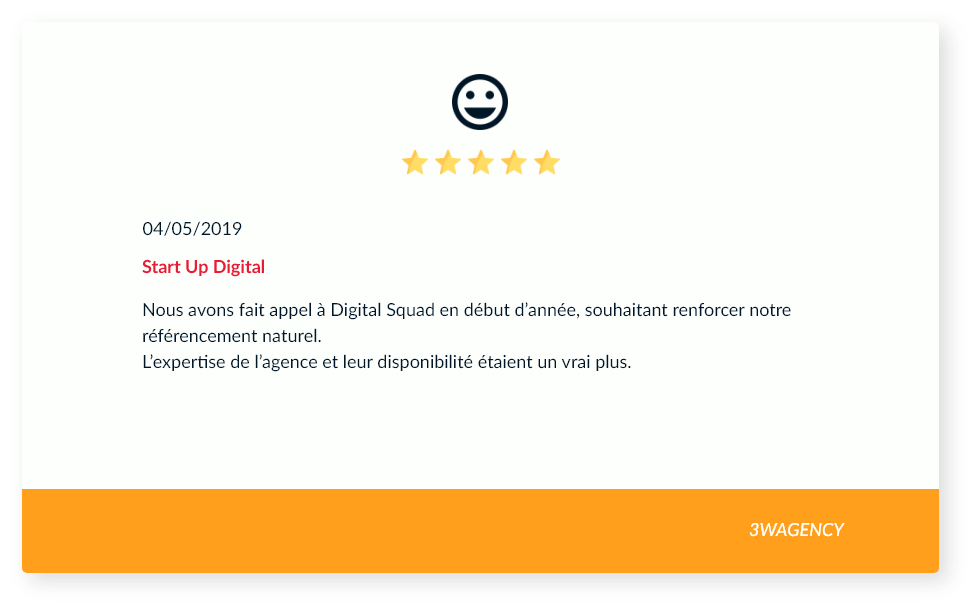 04/05/2019
Start Up Digital
Nous avons fait appel à Digital Squad en début d’année, souhaitant renforcer notre
référencement naturel.
L’expertise de l’agence et leur disponibilité étaient un vrai plus.
3WAGENCY